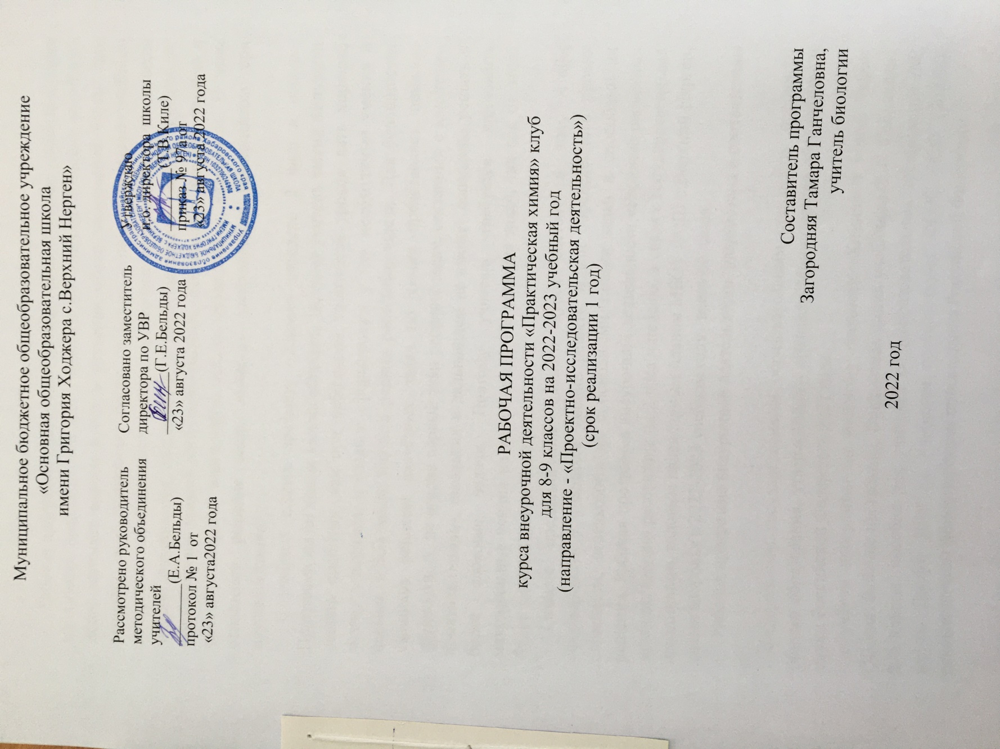 Муниципальное бюджетное общеобразовательное учреждение
«Основная общеобразовательная школа
имени Григория Ходжера с.Верхний Нерген»
Рассмотрено руководитель
методического объединения
учителей
(Е.А.Бельды)
протокол № 1 от
«23» августа2022 года
Согласовано заместитель
директора по УВР
(Г.Е.Бельды)
«23» августа 2022 года
Утверждаю
и.о. директора школы
(Т.В.Киле)
приказ № 97а от
«23» августа 2022 года
РАБОЧАЯ ПРОГРАММА
курса внеурочной деятельности «Практическая химия» клуб
для 8-9 классов на 2022-2023 учебный год
(направление - «Проектно-исследовательская деятельность»)
(срок реализации 1 год)
Составитель программы
Загородняя Тамара Ганчеловна,
учитель биологии
2022 год